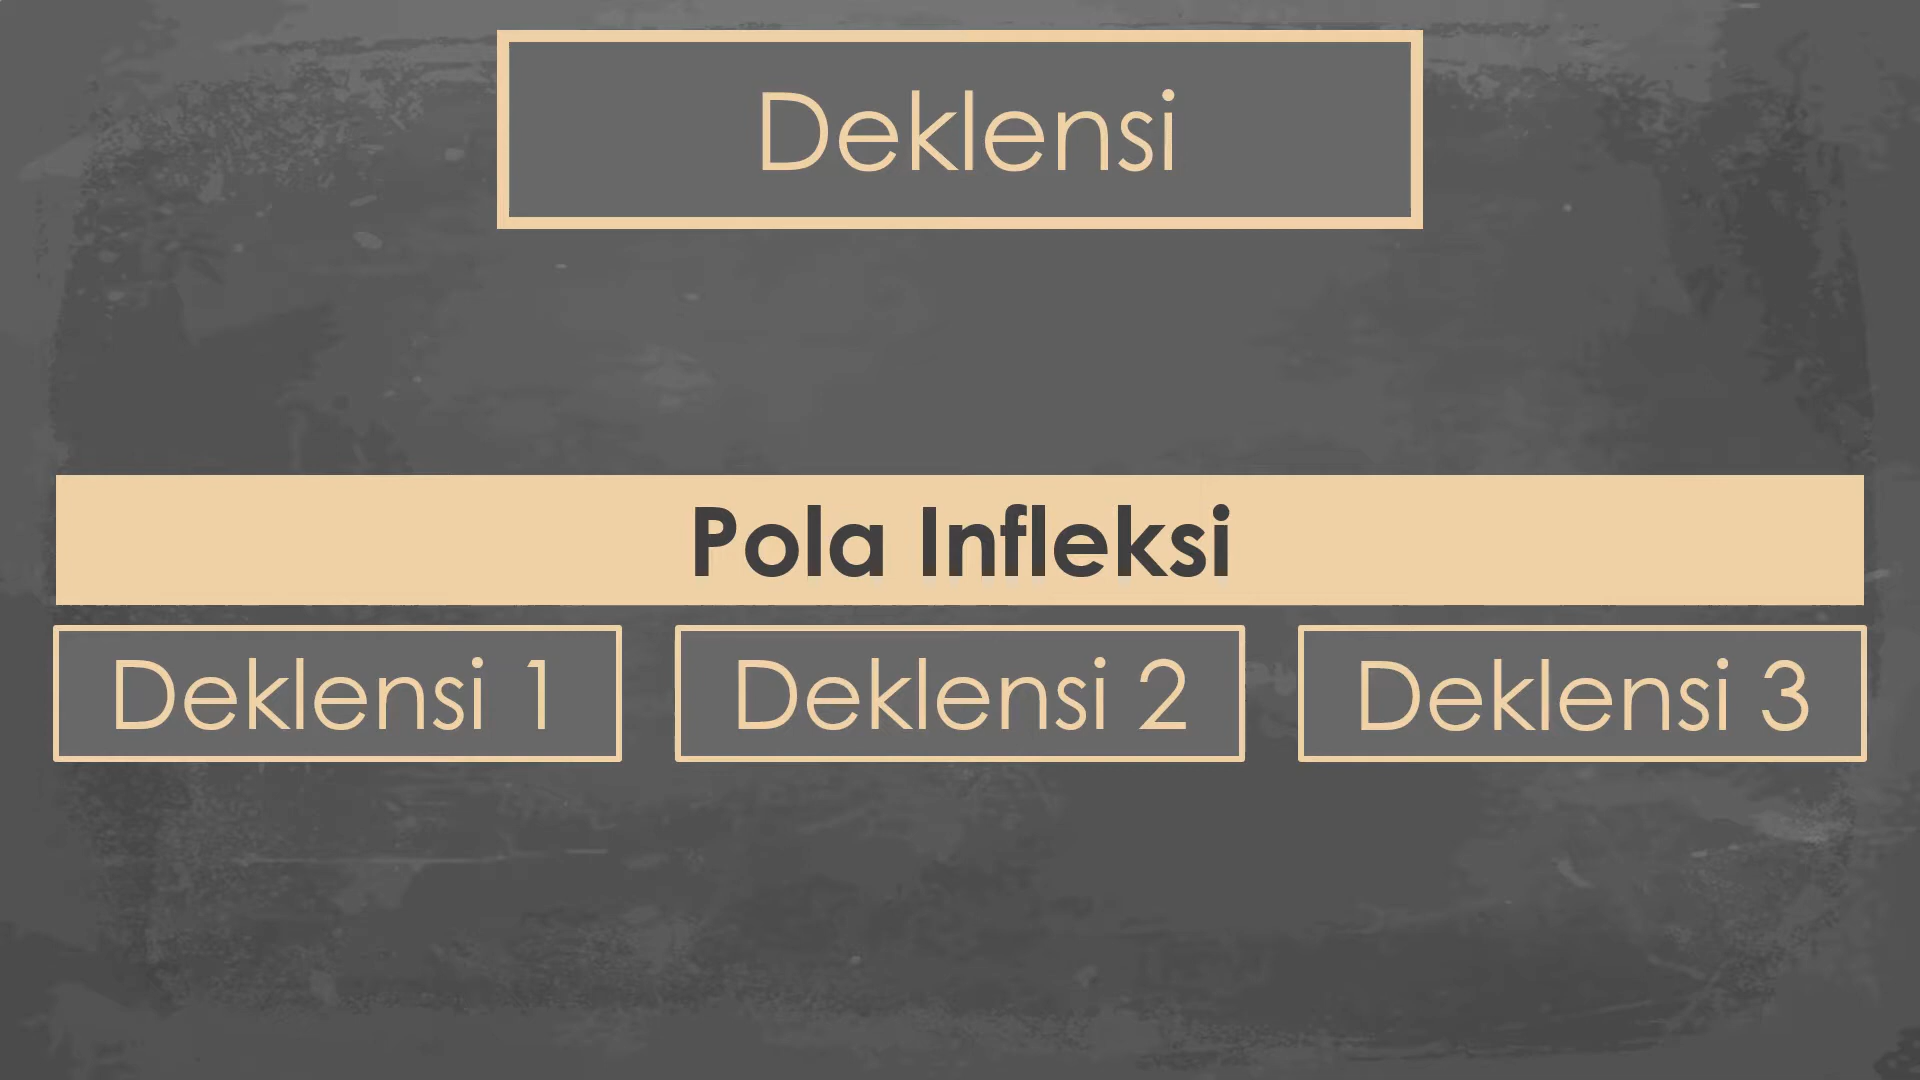 Deklensi
Pola Infleksi
Deklensi 1
Deklensi 2
Deklensi 3